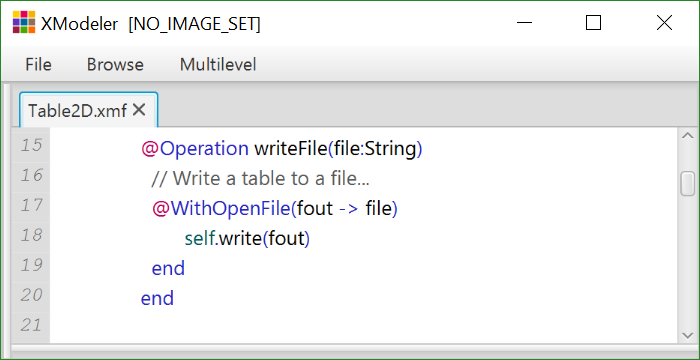 XModeler [NO_IMAGE_SET]
File Browse Multilevel
Table2D.xmf
15 @Operation writeFile(file:String)
16 // Write a table to a file...
17 @WithOpenFile(fout -> file)
18 self.write(fout)
19 end
20 end
21